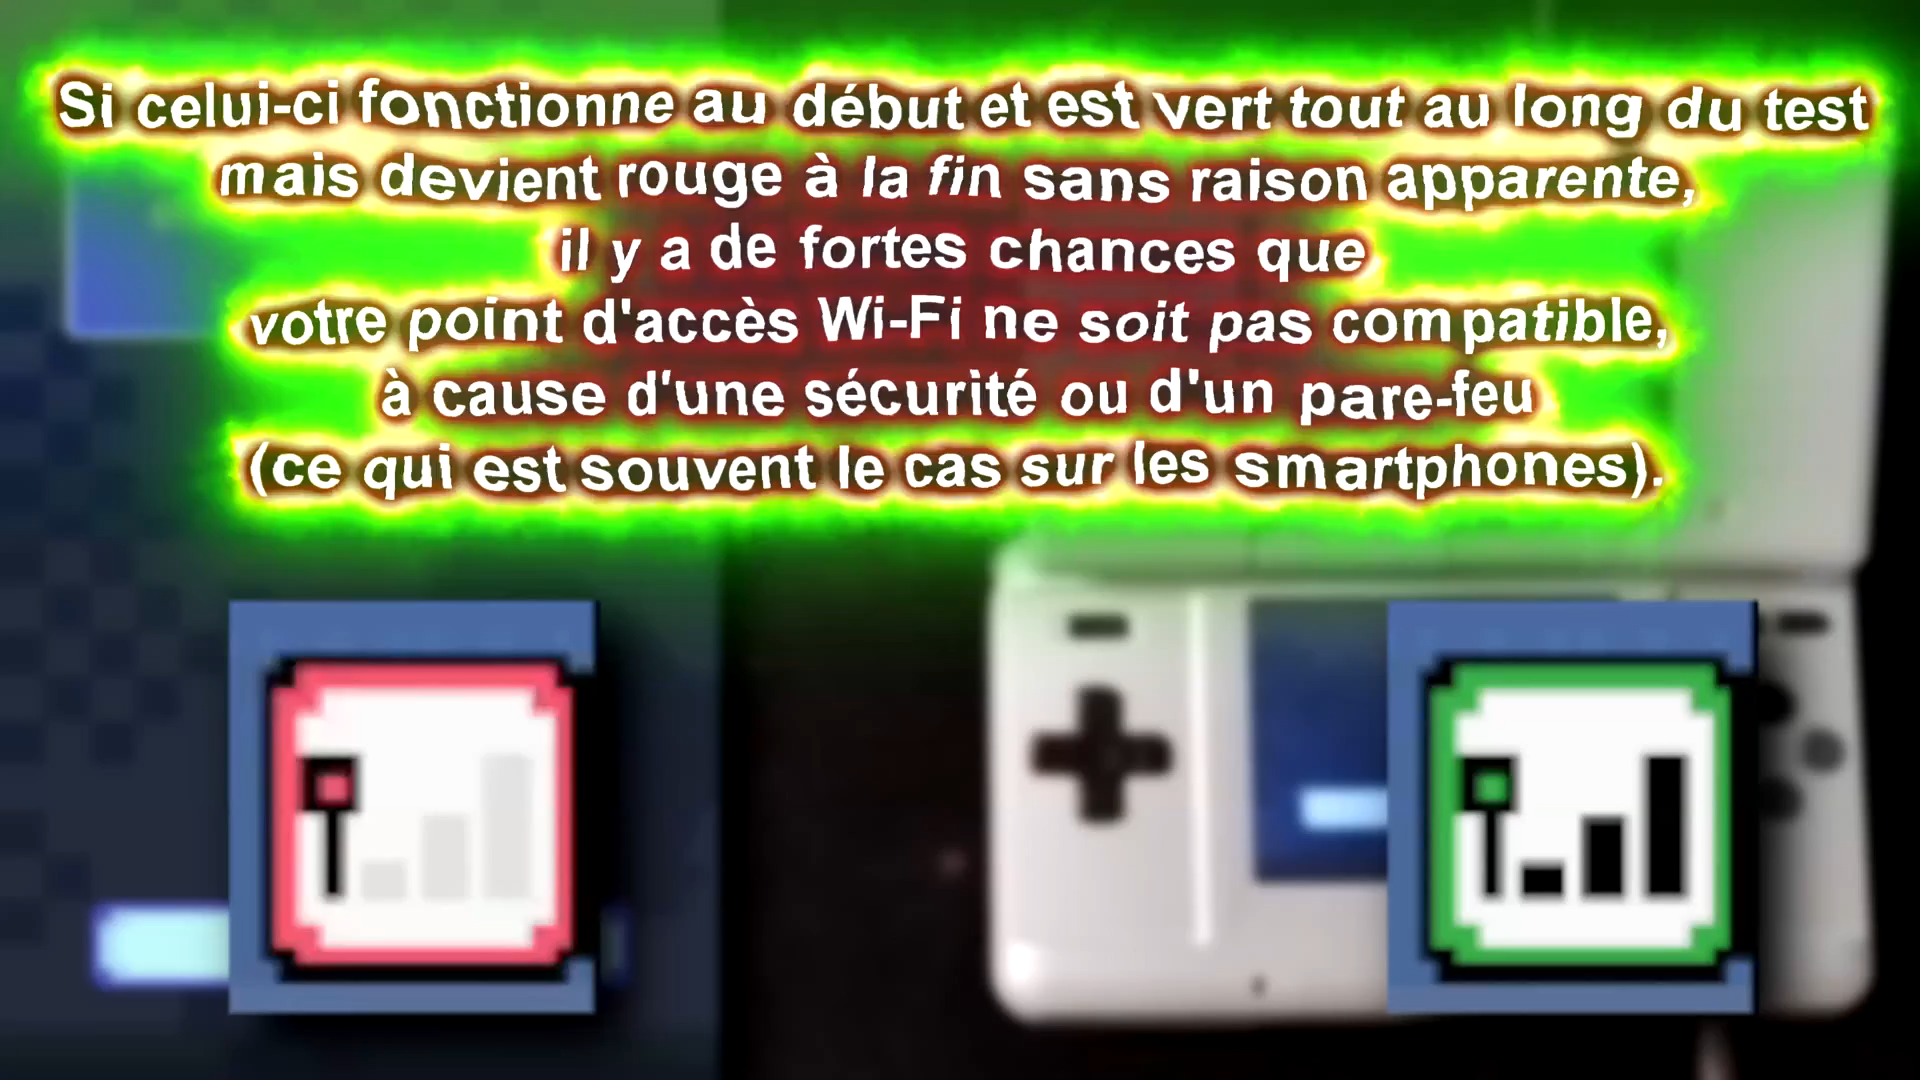 Si celui-ci fonctionne au début et est vert tout au long du test
mais devient rouge à la fin sans raison apparente,
il y a de fortes chances que
votre point d'accès Wi-Fi ne soit pas compatible,
à cause d'une sécurité ou d'un pare-feu
(ce qui est souvent le cas sur les smartphones).